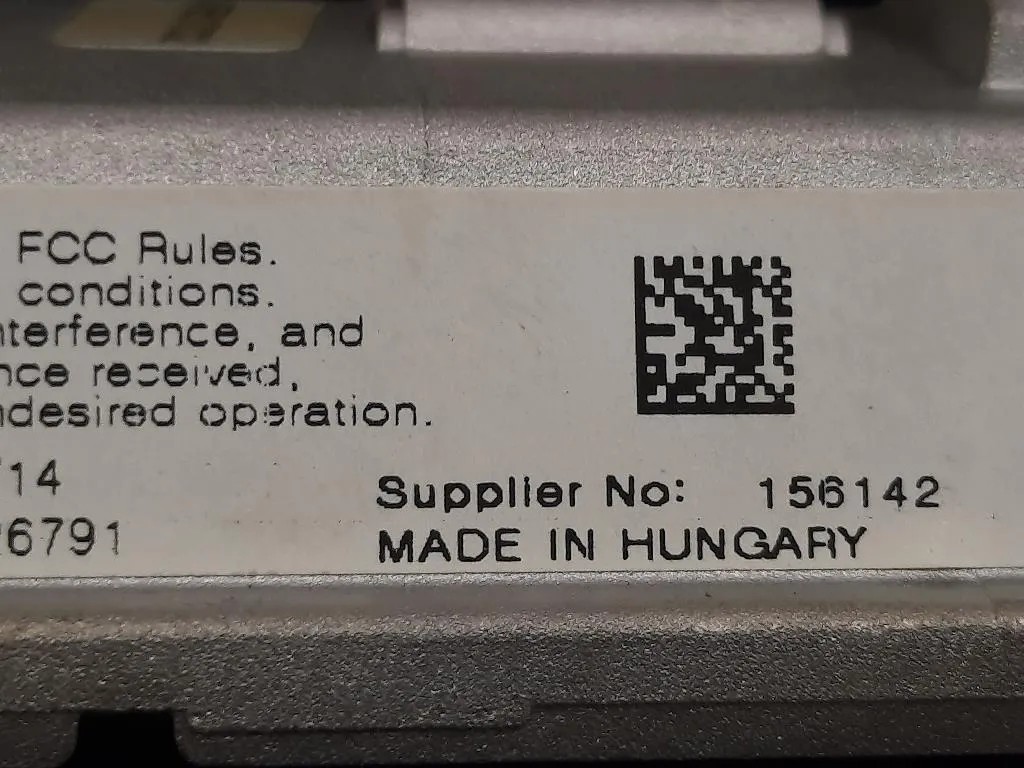 FCC Rules.
conditions.
nterference, and
nce received,
ndesired operation.
14
6791
Supplier No: 156142
MADE IN HUNGARY